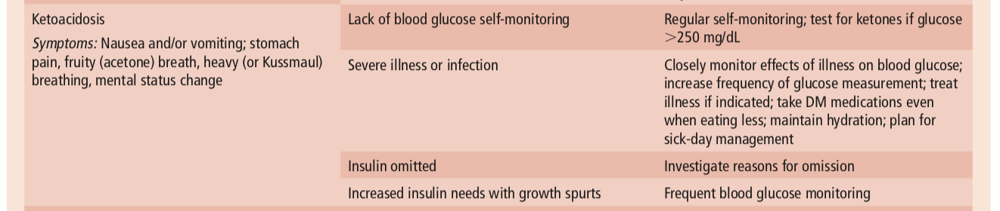 Ketoacidosis
Symptoms: Nausea and/or vomiting; stomach
pain, fruity (acetone) breath, heavy (or Kussmaul)
breathing, mental status change
Lack of blood glucose self-monitoring
Regular self-monitoring; test for ketones if glucose
>250 mg/dL
Severe illness or infection
Closely monitor effects of illness on blood glucose;
increase frequency of glucose measurement; treat
illness if indicated; take DM medications even
when eating less; maintain hydration; plan for
sick-day management
Insulin omitted
Investigate reasons for omission
Increased insulin needs with growth spurts
Frequent blood glucose monitoring